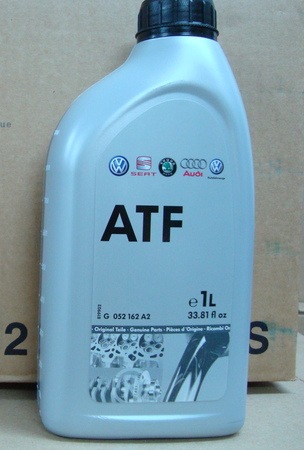 SEAT
Audi
ATF
G 052 162 A2
e 1L
33.81 fl oz
Original Teile · Genuine Parts · Pièces d'Origine · Ricambi
2
S
ue